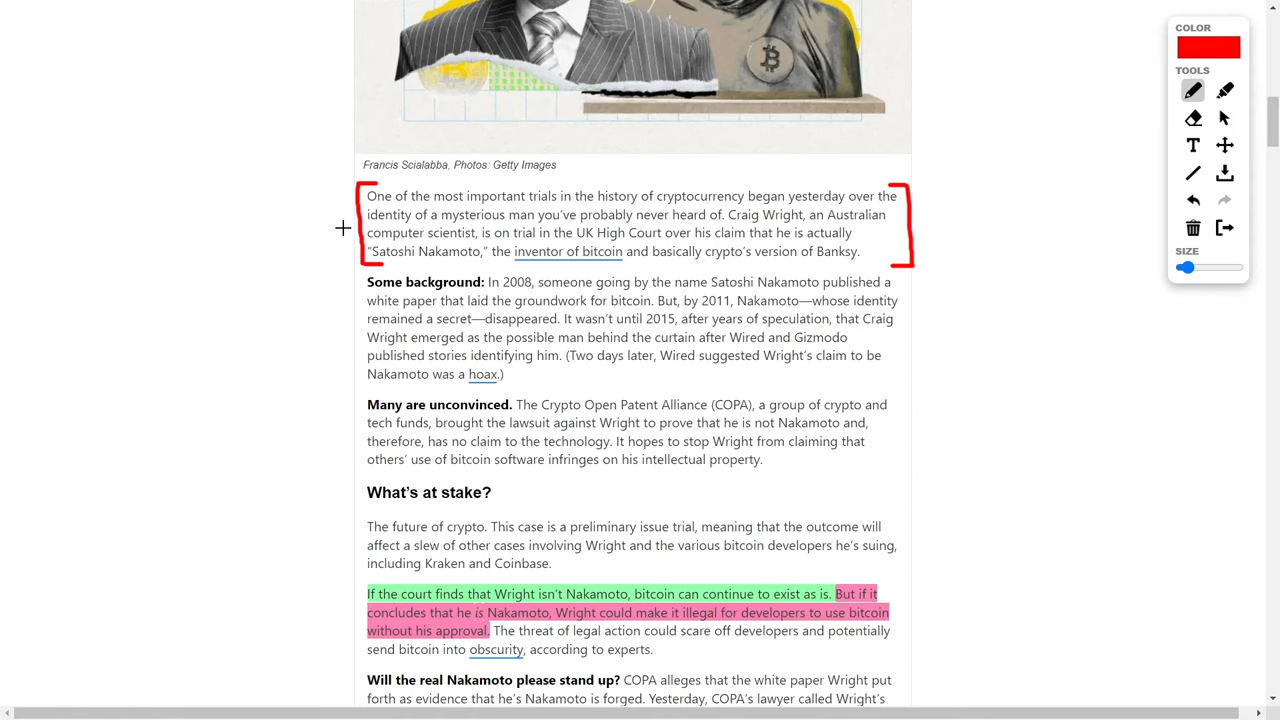 COLOR
TOOLS
T
SIZE
Francis Scialabba, Photos: Getty Images
One of the most important trials in the history of cryptocurrency began yesterday over the
identity of a mysterious man you've probably never heard of. Craig Wright, an Australian
computer scientist, is on trial in the UK High Court over his claim that he is actually
"Satoshi Nakamoto," the inventor of bitcoin and basically crypto's version of Banksy.
Some background: In 2008, someone going by the name Satoshi Nakamoto published a
white paper that laid the groundwork for bitcoin. But, by 2011, Nakamoto—whose identity
remained a secret—disappeared. It wasn't until 2015, after years of speculation, that Craig
Wright emerged as the possible man behind the curtain after Wired and Gizmodo
published stories identifying him. (Two days later, Wired suggested Wright's claim to be
Nakamoto was a hoax.)
Many are unconvinced. The Crypto Open Patent Alliance (COPA), a group of crypto and
tech funds, brought the lawsuit against Wright to prove that he is not Nakamoto and,
therefore, has no claim to the technology. It hopes to stop Wright from claiming that
others' use of bitcoin software infringes on his intellectual property.
What's at stake?
The future of crypto. This case is a preliminary issue trial, meaning that the outcome will
affect a slew of other cases involving Wright and the various bitcoin developers he's suing,
including Kraken and Coinbase.
If the court finds that Wright isn't Nakamoto, bitcoin can continue to exist as is. But if it
concludes that he is Nakamoto, Wright could make it illegal for developers to use bitcoin
without his approval. The threat of legal action could scare off developers and potentially
send bitcoin into obscurity, according to experts.
Will the real Nakamoto please stand up? COPA alleges that the white paper Wright put
forth as evidence that he's Nakamoto is forged. Yesterday, COPA's lawyer called Wright's